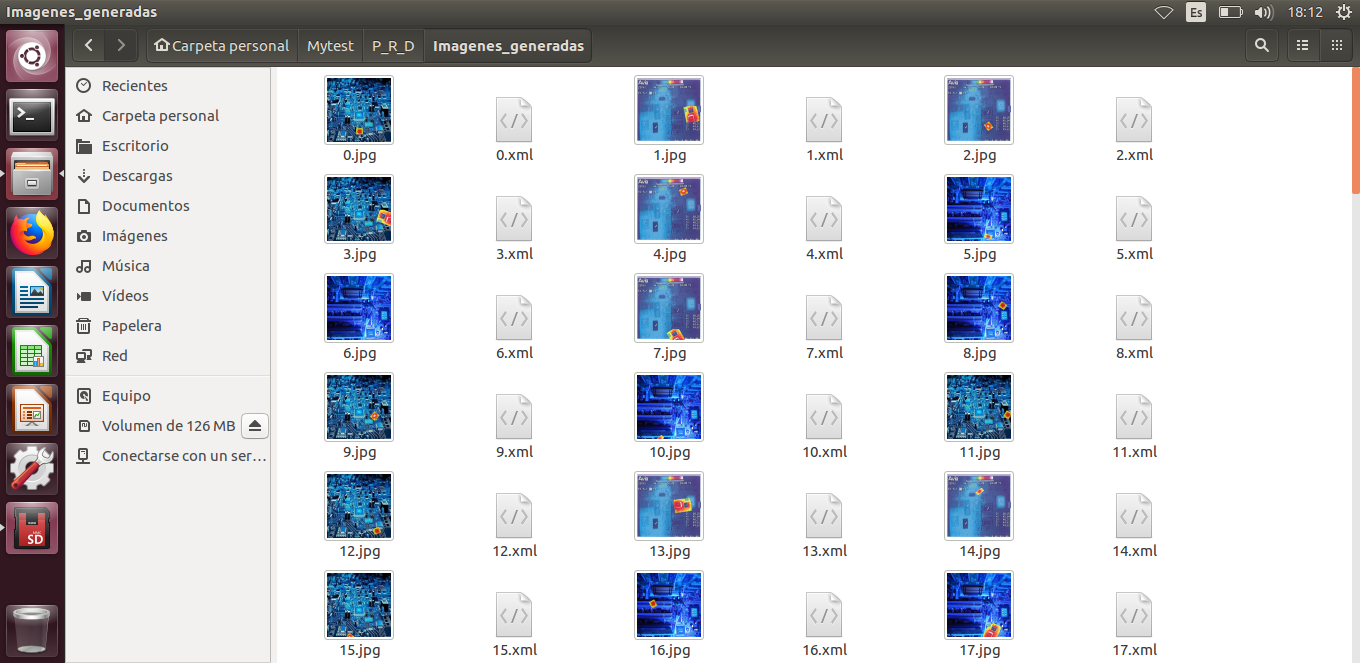 Imagenes_generadas
Es
18:12
Carpeta personal
Mytest
P_R_D
Imagenes_generadas
Recientes
Carpeta personal
Escritorio
Descargas
Documentos
Imágenes
Música
Vídeos
Papelera
Red
Equipo
Volumen de 126 MB
Conectarse con un ser…
SD
0.jpg 0.xml 1.jpg 1.xml 2.jpg 2.xml
3.jpg 3.xml 4.jpg 4.xml 5.jpg 5.xml
6.jpg 6.xml 7.jpg 7.xml 8.jpg 8.xml
9.jpg 9.xml 10.jpg 10.xml 11.jpg 11.xml
12.jpg 12.xml 13.jpg 13.xml 14.jpg 14.xml
15.jpg 15.xml 16.jpg 16.xml 17.jpg 17.xml